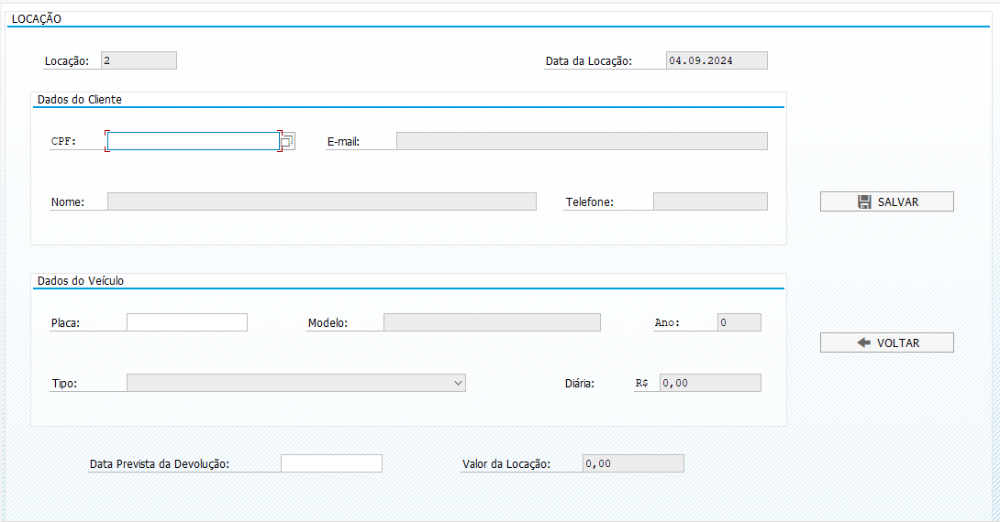 LOCAÇÃO
Locação: 2 Data da Locação: 04.09.2024
Dados do Cliente
CPF: E-mail:
Nome: Telefone:
SALVAR
Dados do Veículo
Placa: Modelo: Ano: 0
VOLTAR
Tipo: Diária: R$ 0,00
Data Prevista da Devolução: Valor da Locação: 0,00